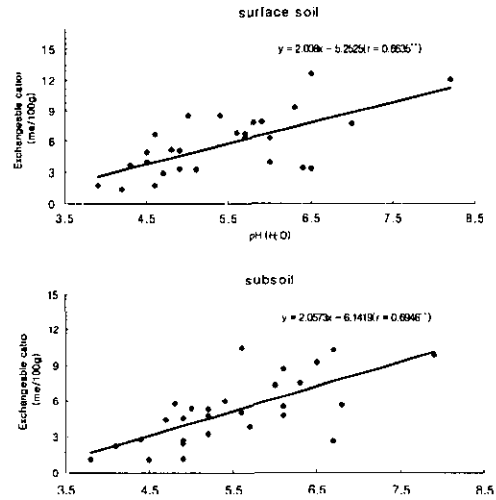 surface soil
y = 2.008x - 5.2525(r = 0.6635**)
Exchangeable cation
(me/100g)
15
12
9
6
3
0
3.5 4.5 5.5 6.5 7.5 8.5
pH (H2O)
subsoil
y = 2.0573x - 6.1419(r = 0.6946**)
Exchangeable cation
(me/100g)
15
12
9
6
3
0
3.5 4.5 5.5 6.5 7.5 8.5